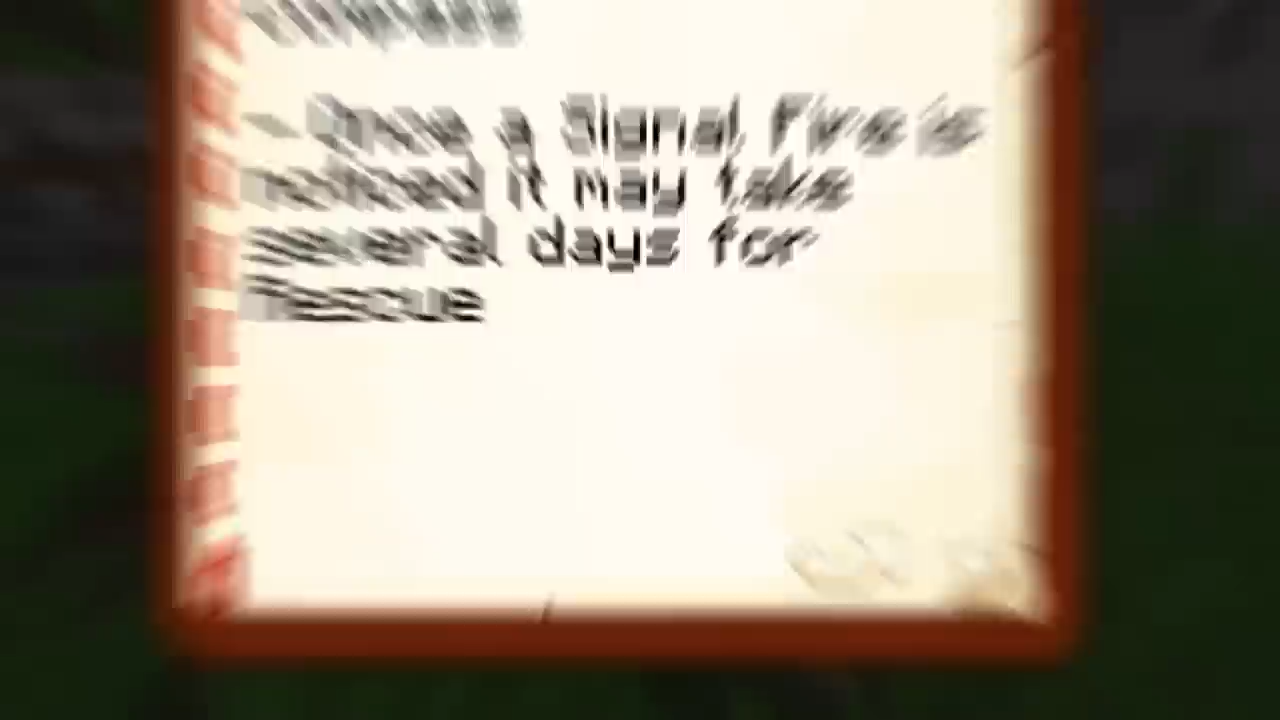 - Once a Signal Fire is
noticed it may take
several days for
Rescue